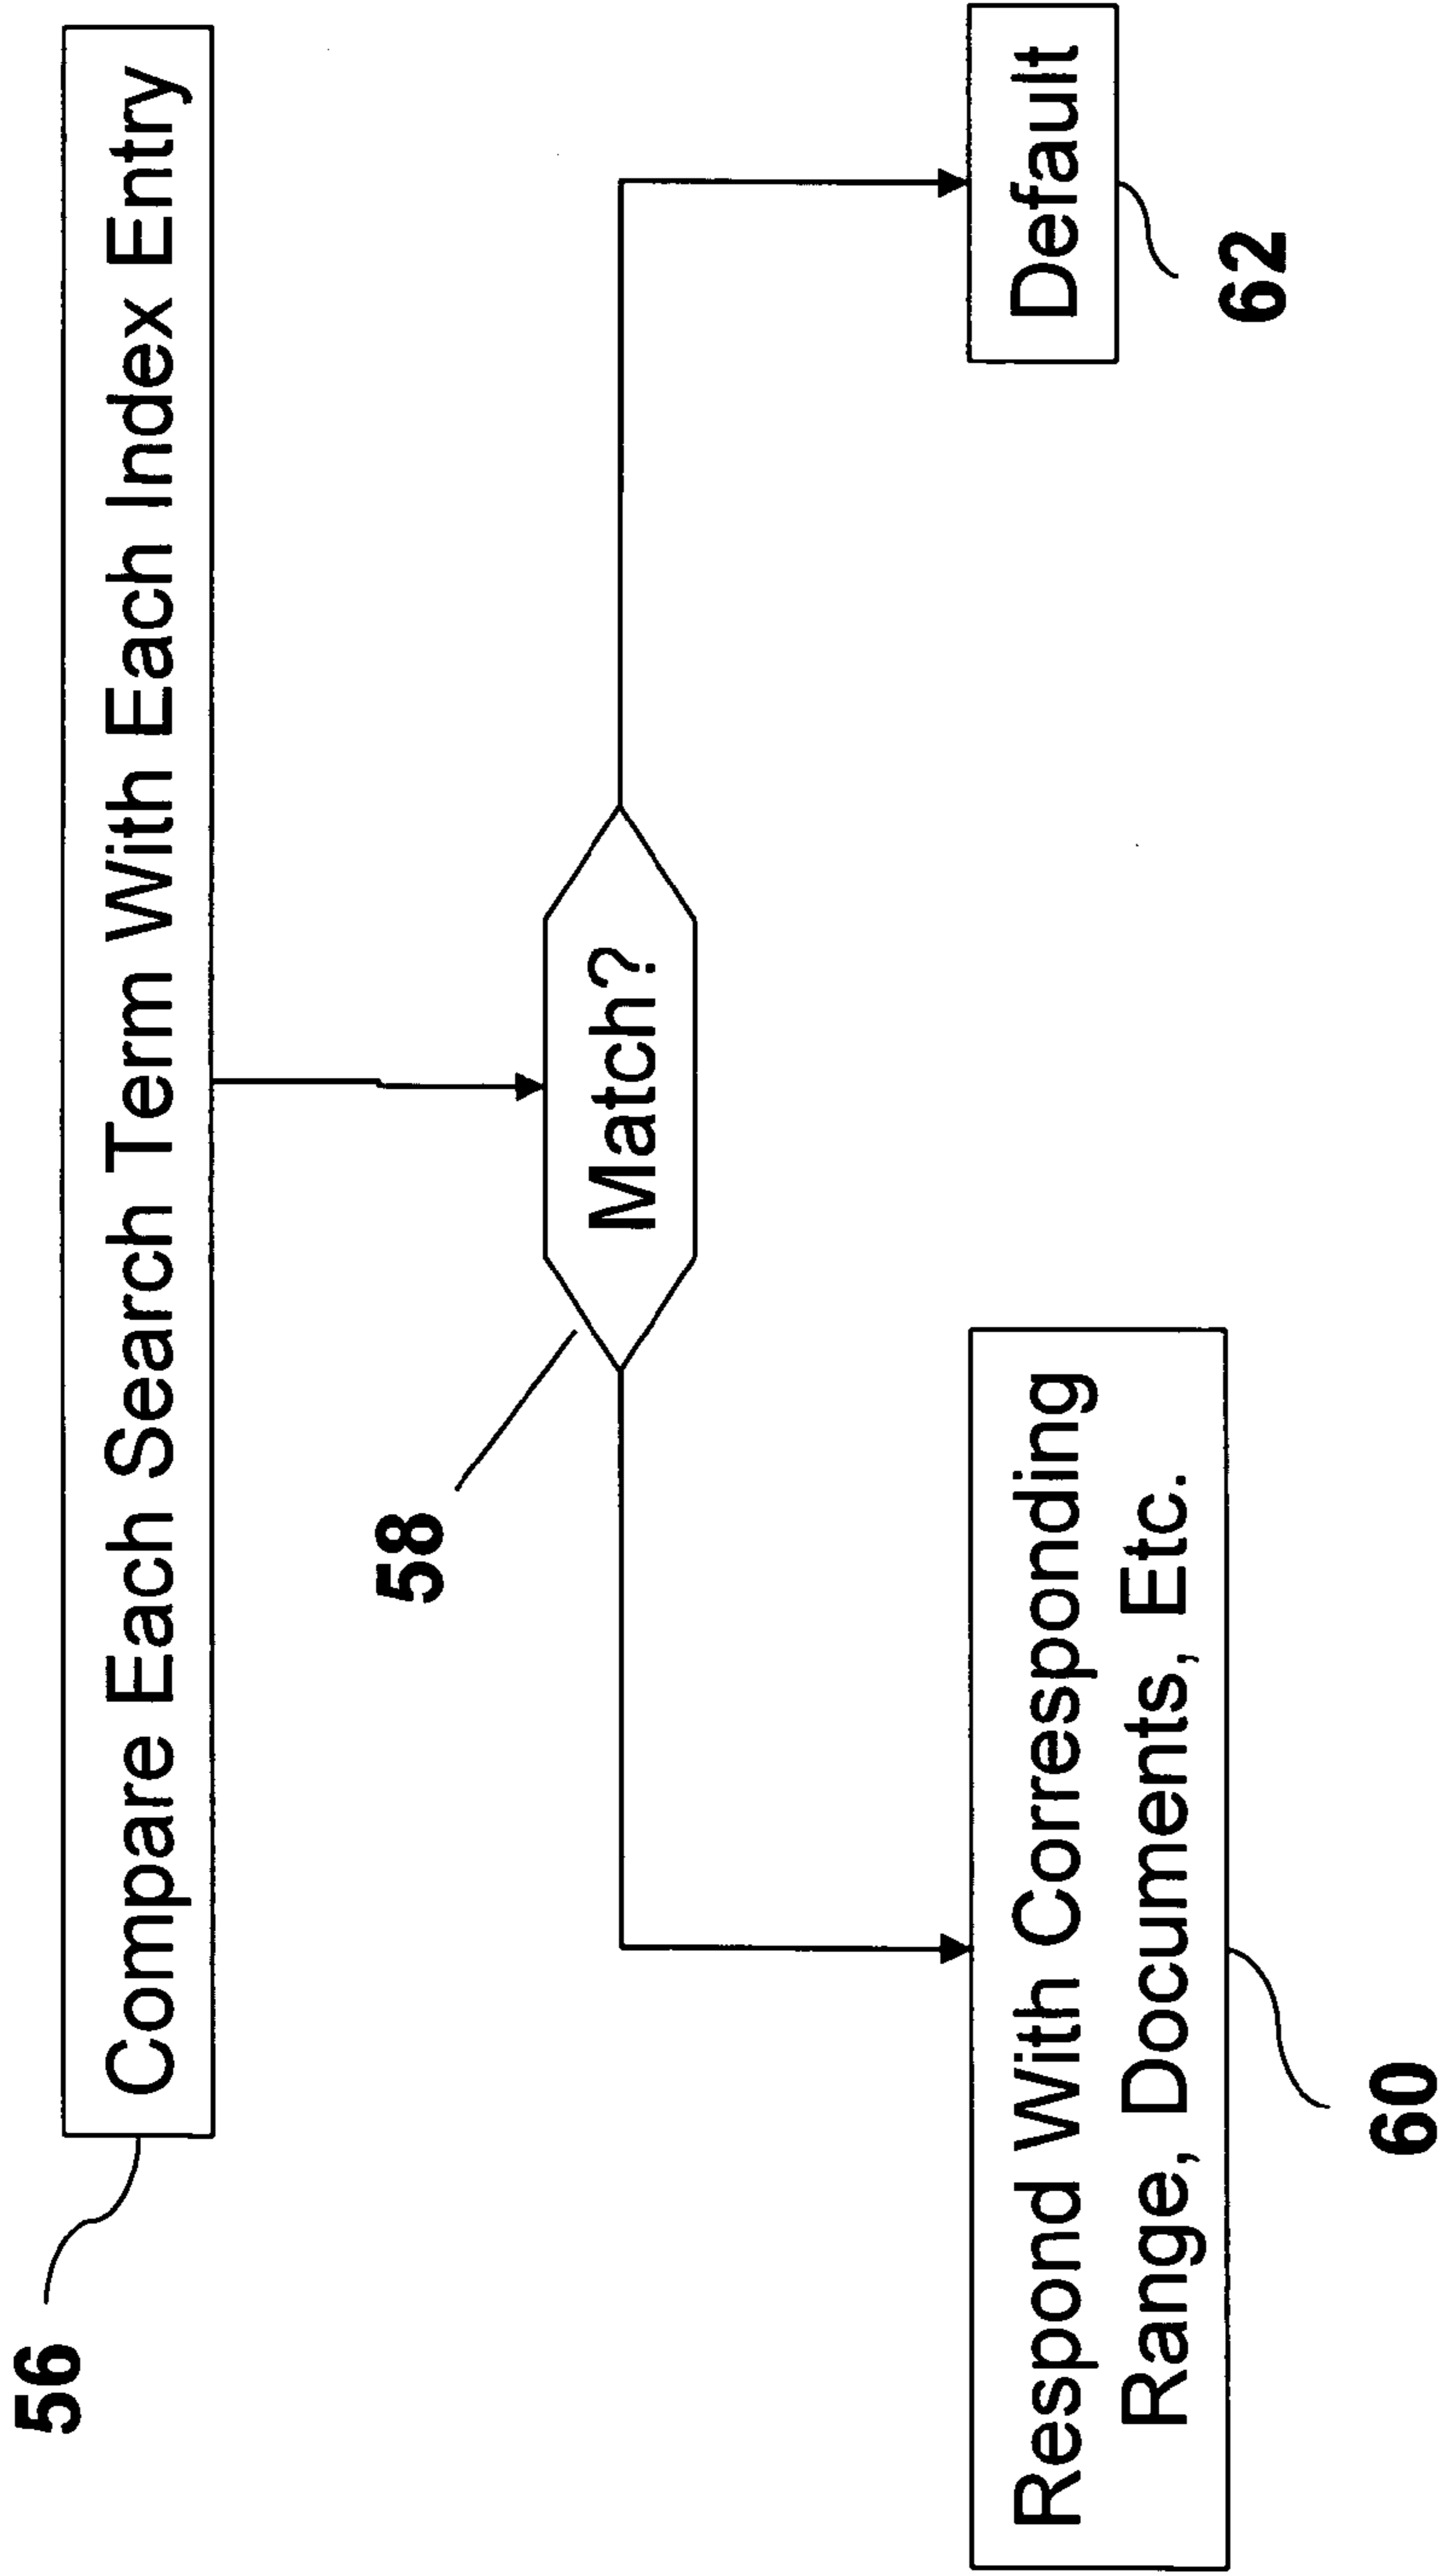 56
Compare Each Search Term With Each Index Entry
58
Match?
Respond With Corresponding
Range, Documents, Etc.
60
Default
62